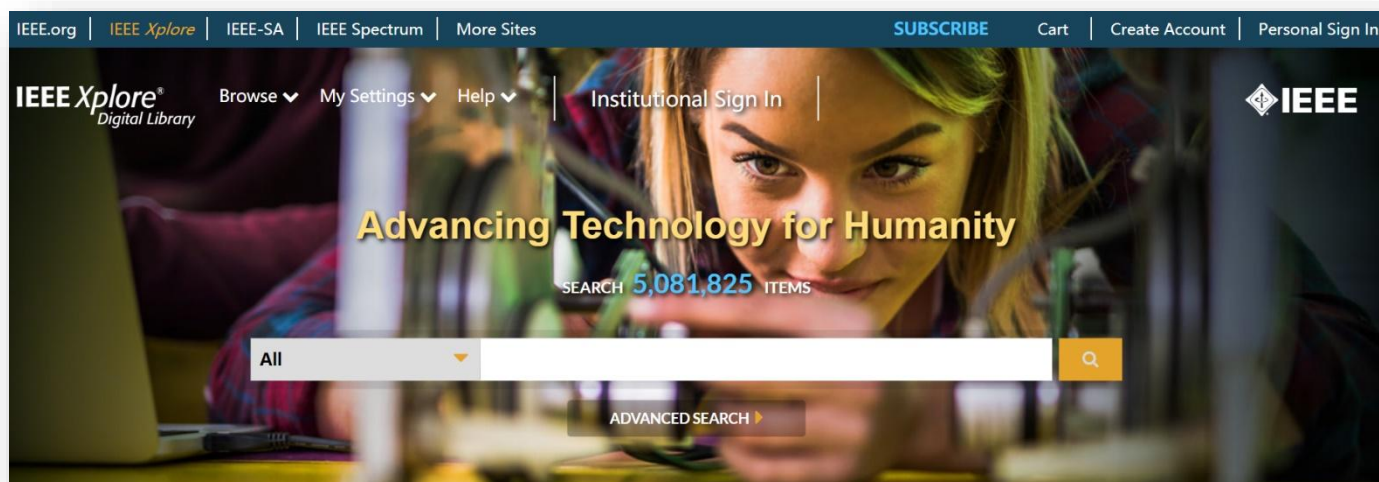 IEEE.org | IEEE Xplore | IEEE-SA | IEEE Spectrum | More Sites SUBSCRIBE Cart | Create Account | Personal Sign In
IEEE Xplore® Browse My Settings Help | Institutional Sign In | IEEE
Digital Library
Advancing Technology for Humanity
SEARCH 5,081,825 ITEMS
All
ADVANCED SEARCH